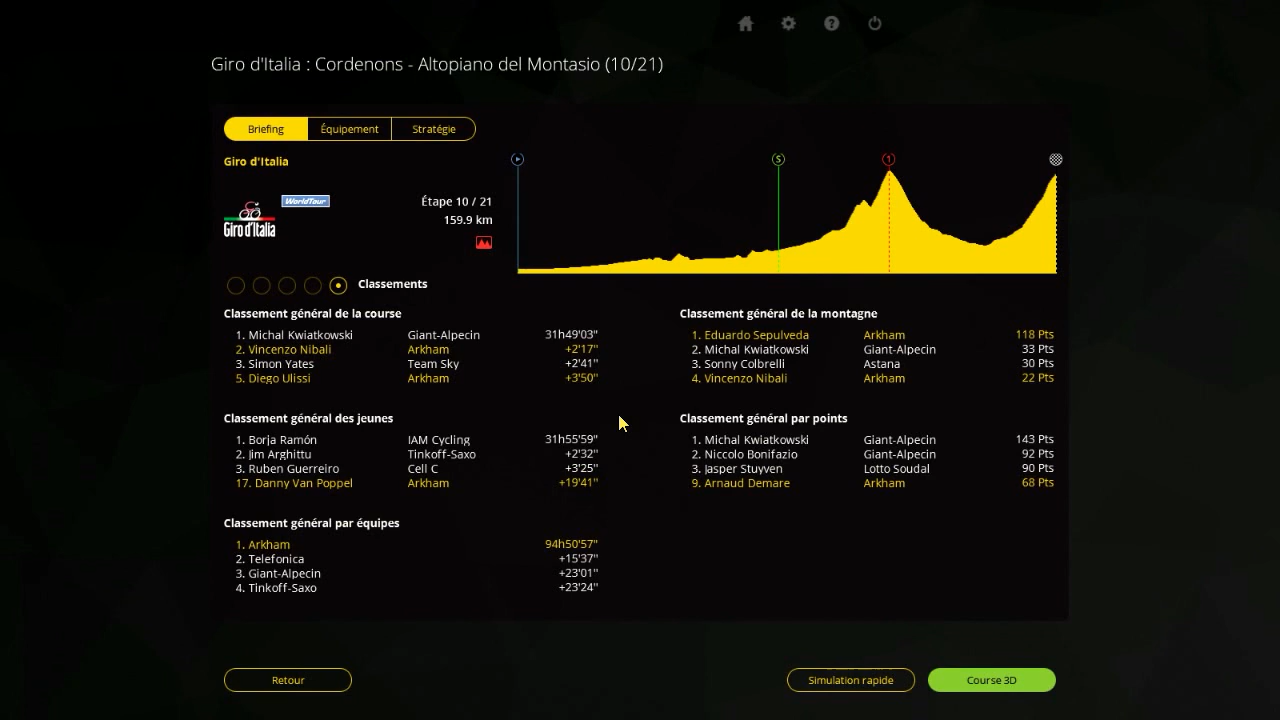 Giro d'Italia : Cordenons - Altopiano del Montasio (10/21)
Briefing
Équipement
Stratégie
Giro d'Italia
WorldTour
Giro d'Italia
Étape 10 / 21
159.9 km
S
1
Classements
Classement général de la course
1. Michal Kwiatkowski Giant-Alpecin 31h49'03"
2. Vincenzo Nibali Arkham +2'17"
3. Simon Yates Team Sky +2'41"
5. Diego Ulissi Arkham +3'50"
Classement général de la montagne
1. Eduardo Sepulveda Arkham 118 Pts
2. Michal Kwiatkowski Giant-Alpecin 33 Pts
3. Sonny Colbrelli Astana 30 Pts
4. Vincenzo Nibali Arkham 22 Pts
Classement général des jeunes
1. Borja Ramón IAM Cycling 31h55'59"
2. Jim Arghittu Tinkoff-Saxo +2'32"
3. Ruben Guerreiro Cell C +3'25"
17. Danny Van Poppel Arkham +19'41"
Classement général par points
1. Michal Kwiatkowski Giant-Alpecin 143 Pts
2. Niccolo Bonifazio Giant-Alpecin 92 Pts
3. Jasper Stuyven Lotto Soudal 90 Pts
9. Arnaud Demare Arkham 68 Pts
Classement général par équipes
1. Arkham 94h50'57"
2. Telefonica +15'37"
3. Giant-Alpecin +23'01"
4. Tinkoff-Saxo +23'24"
Retour
Simulation rapide
Course 3D